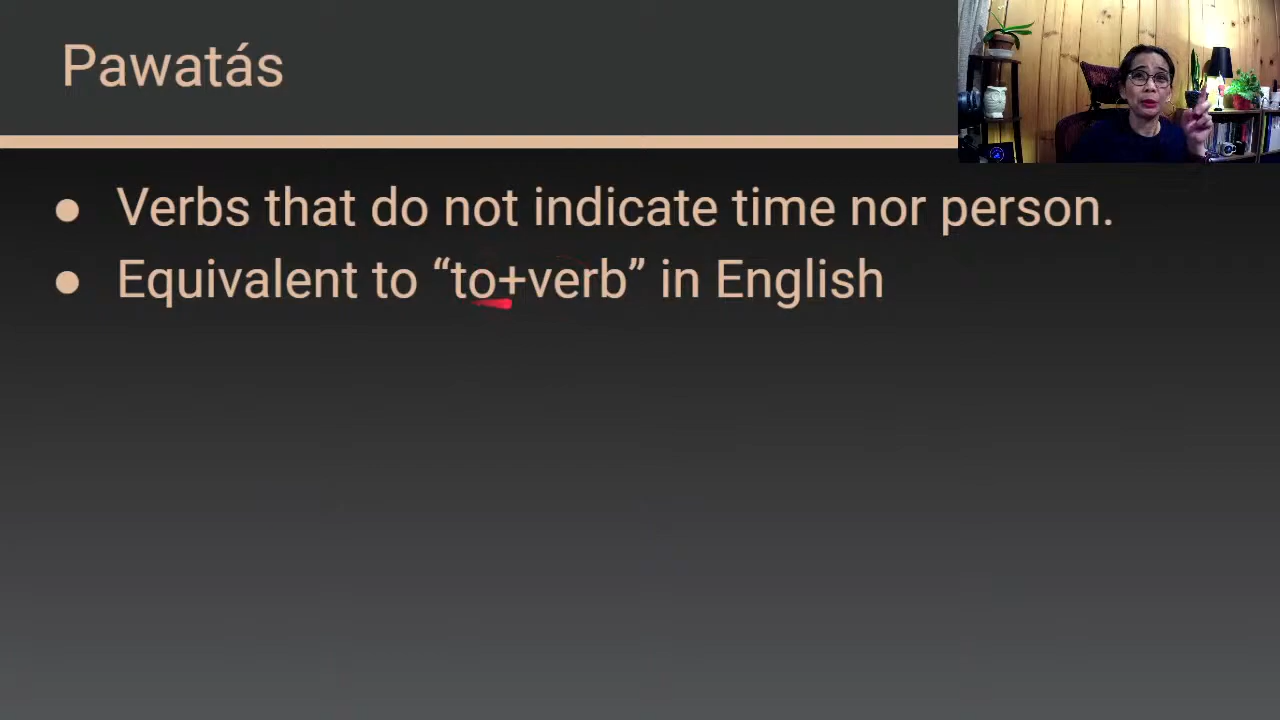 Pawatás
● Verbs that do not indicate time nor person.
● Equivalent to “to+verb” in English